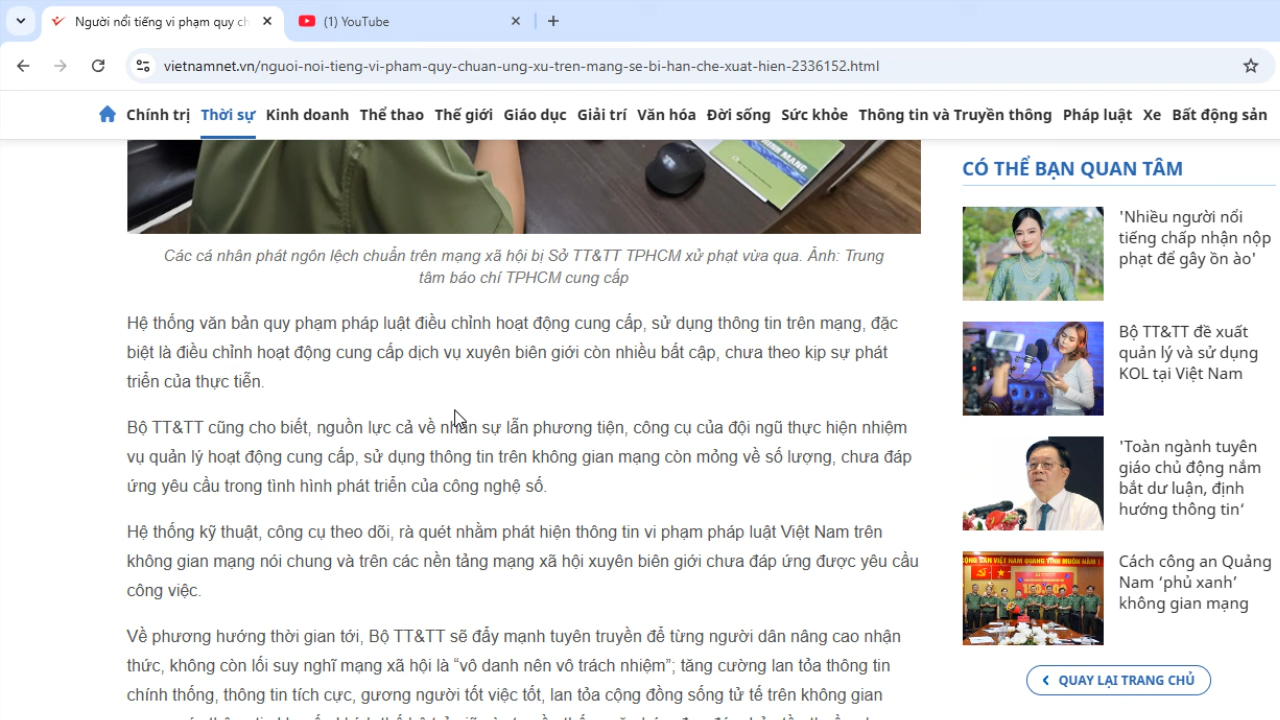 Người nổi tiếng vi phạm quy ch
(1) YouTube
vietnamnet.vn/nguoi-noi-tieng-vi-pham-quy-chuan-ung-xu-tren-mang-se-bi-han-che-xuat-hien-2336152.html
Chính trị Thời sự Kinh doanh Thể thao Thế giới Giáo dục Giải trí Văn hóa Đời sống Sức khỏe Thông tin và Truyền thông Pháp luật Xe Bất động sản
Các cá nhân phát ngôn lệch chuẩn trên mạng xã hội bị Sở TT&TT TPHCM xử phạt vừa qua. Ảnh: Trung
tâm báo chí TPHCM cung cấp
Hệ thống văn bản quy phạm pháp luật điều chỉnh hoạt động cung cấp, sử dụng thông tin trên mạng, đặc
biệt là điều chỉnh hoạt động cung cấp dịch vụ xuyên biên giới còn nhiều bất cập, chưa theo kịp sự phát
triển của thực tiễn.
Bộ TT&TT cũng cho biết, nguồn lực cả về nhân sự lẫn phương tiện, công cụ của đội ngũ thực hiện nhiệm
vụ quản lý hoạt động cung cấp, sử dụng thông tin trên không gian mạng còn mỏng về số lượng, chưa đáp
ứng yêu cầu trong tình hình phát triển của công nghệ số.
Hệ thống kỹ thuật, công cụ theo dõi, rà quét nhằm phát hiện thông tin vi phạm pháp luật Việt Nam trên
không gian mạng nói chung và trên các nền tảng mạng xã hội xuyên biên giới chưa đáp ứng được yêu cầu
công việc.
Về phương hướng thời gian tới, Bộ TT&TT sẽ đẩy mạnh tuyên truyền để từng người dân nâng cao nhận
thức, không còn lối suy nghĩ mạng xã hội là “vô danh nên vô trách nhiệm”; tăng cường lan tỏa thông tin
chính thống, thông tin tích cực, gương người tốt việc tốt, lan tỏa cộng đồng sống tử tế trên không gian
CÓ THỂ BẠN QUAN TÂM
'Nhiều người nổi
tiếng chấp nhận nộp
phạt để gây ồn ào'
Bộ TT&TT đề xuất
quản lý và sử dụng
KOL tại Việt Nam
'Toàn ngành tuyên
giáo chủ động nắm
bắt dư luận, định
hướng thông tin‘
Cách công an Quảng
Nam ‘phủ xanh’
không gian mạng
QUAY LẠI TRANG CHỦ